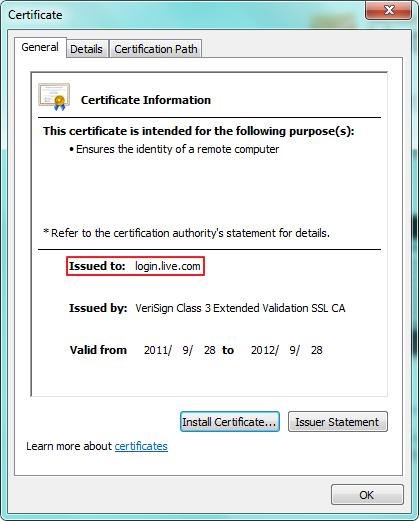 Certificate
General Details Certification Path
Certificate Information
This certificate is intended for the following purpose(s):
• Ensures the identity of a remote computer
* Refer to the certification authority's statement for details.
Issued to: login.live.com
Issued by: VeriSign Class 3 Extended Validation SSL CA
Valid from 2011/ 9/ 28 to 2012/ 9/ 28
Install Certificate... Issuer Statement
Learn more about certificates
OK